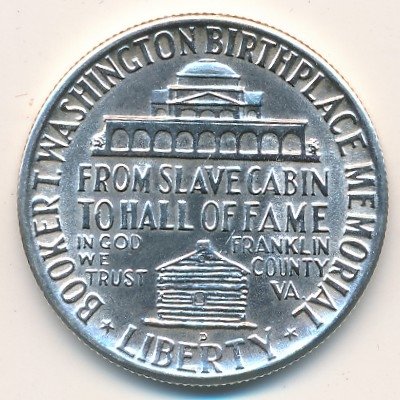 BOOKER T. WASHINGTON BIRTHPLACE MEMORIAL
FROM SLAVE CABIN
TO HALL OF FAME
IN GOD
WE
TRUST
FRANKLIN
COUNTY
VA.
D
★ LIBERTY ★